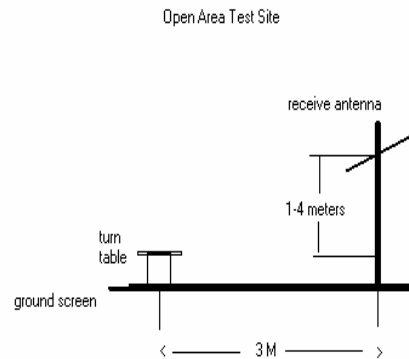 Open Area Test Site
receive antenna
1-4 meters
turn
table
ground screen
3 M